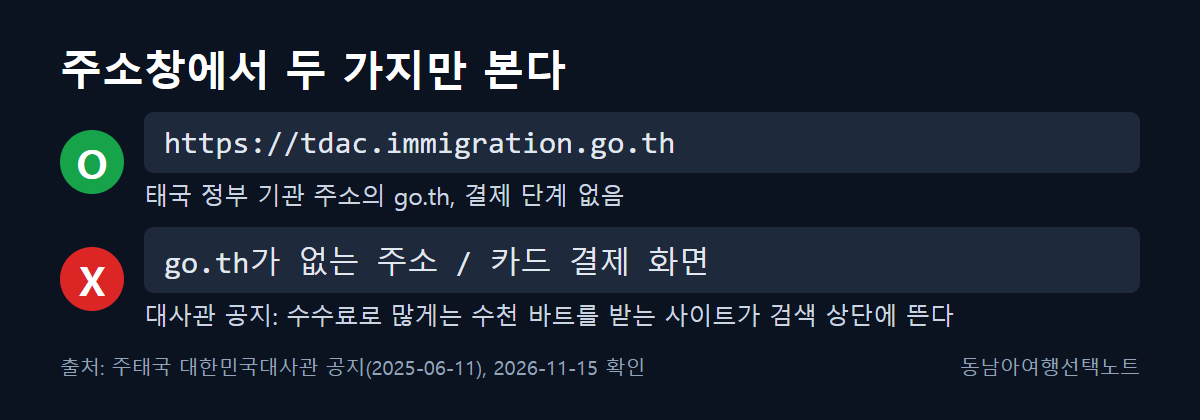 주소창에서 두 가지만 본다
O
https://tdac.immigration.go.th
태국 정부 기관 주소의 go.th, 결제 단계 없음
X
go.th가 없는 주소 / 카드 결제 화면
대사관 공지: 수수료로 많게는 수천 바트를 받는 사이트가 검색 상단에 뜬다
출처: 주태국 대한민국대사관 공지(2025-06-11), 2026-11-15 확인
동남아여행선택노트